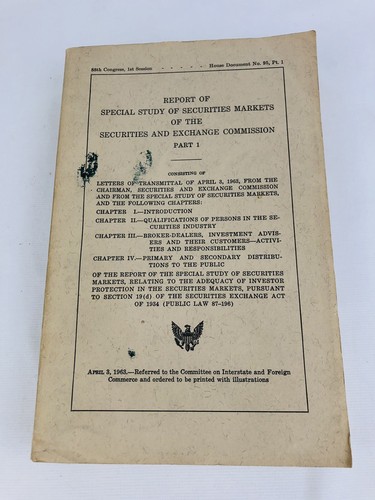 88th Congress, 1st Session - - - - - House Document No. 95, Pt. 1
REPORT OF
SPECIAL STUDY OF SECURITIES MARKETS
OF THE
SECURITIES AND EXCHANGE COMMISSION
PART 1
CONSISTING OF
LETTERS OF TRANSMITTAL OF APRIL 3, 1963, FROM THE
CHAIRMAN, SECURITIES AND EXCHANGE COMMISSION
AND FROM THE SPECIAL STUDY OF SECURITIES MARKETS,
AND THE FOLLOWING CHAPTERS:
CHAPTER I.—INTRODUCTION
CHAPTER II.—QUALIFICATIONS OF PERSONS IN THE SE-
CURITIES INDUSTRY
CHAPTER III.—BROKER-DEALERS, INVESTMENT ADVIS-
ERS AND THEIR CUSTOMERS—ACTIVI-
TIES AND RESPONSIBILITIES
CHAPTER IV.—PRIMARY AND SECONDARY DISTRIBU-
TIONS TO THE PUBLIC
OF THE REPORT OF THE SPECIAL STUDY OF SECURITIES
MARKETS, RELATING TO THE ADEQUACY OF INVESTOR
PROTECTION IN THE SECURITIES MARKETS, PURSUANT
TO SECTION 19(d) OF THE SECURITIES EXCHANGE ACT
OF 1934 (PUBLIC LAW 87-196)
APRIL 3, 1963.—Referred to the Committee on Interstate and Foreign
Commerce and ordered to be printed with illustrations